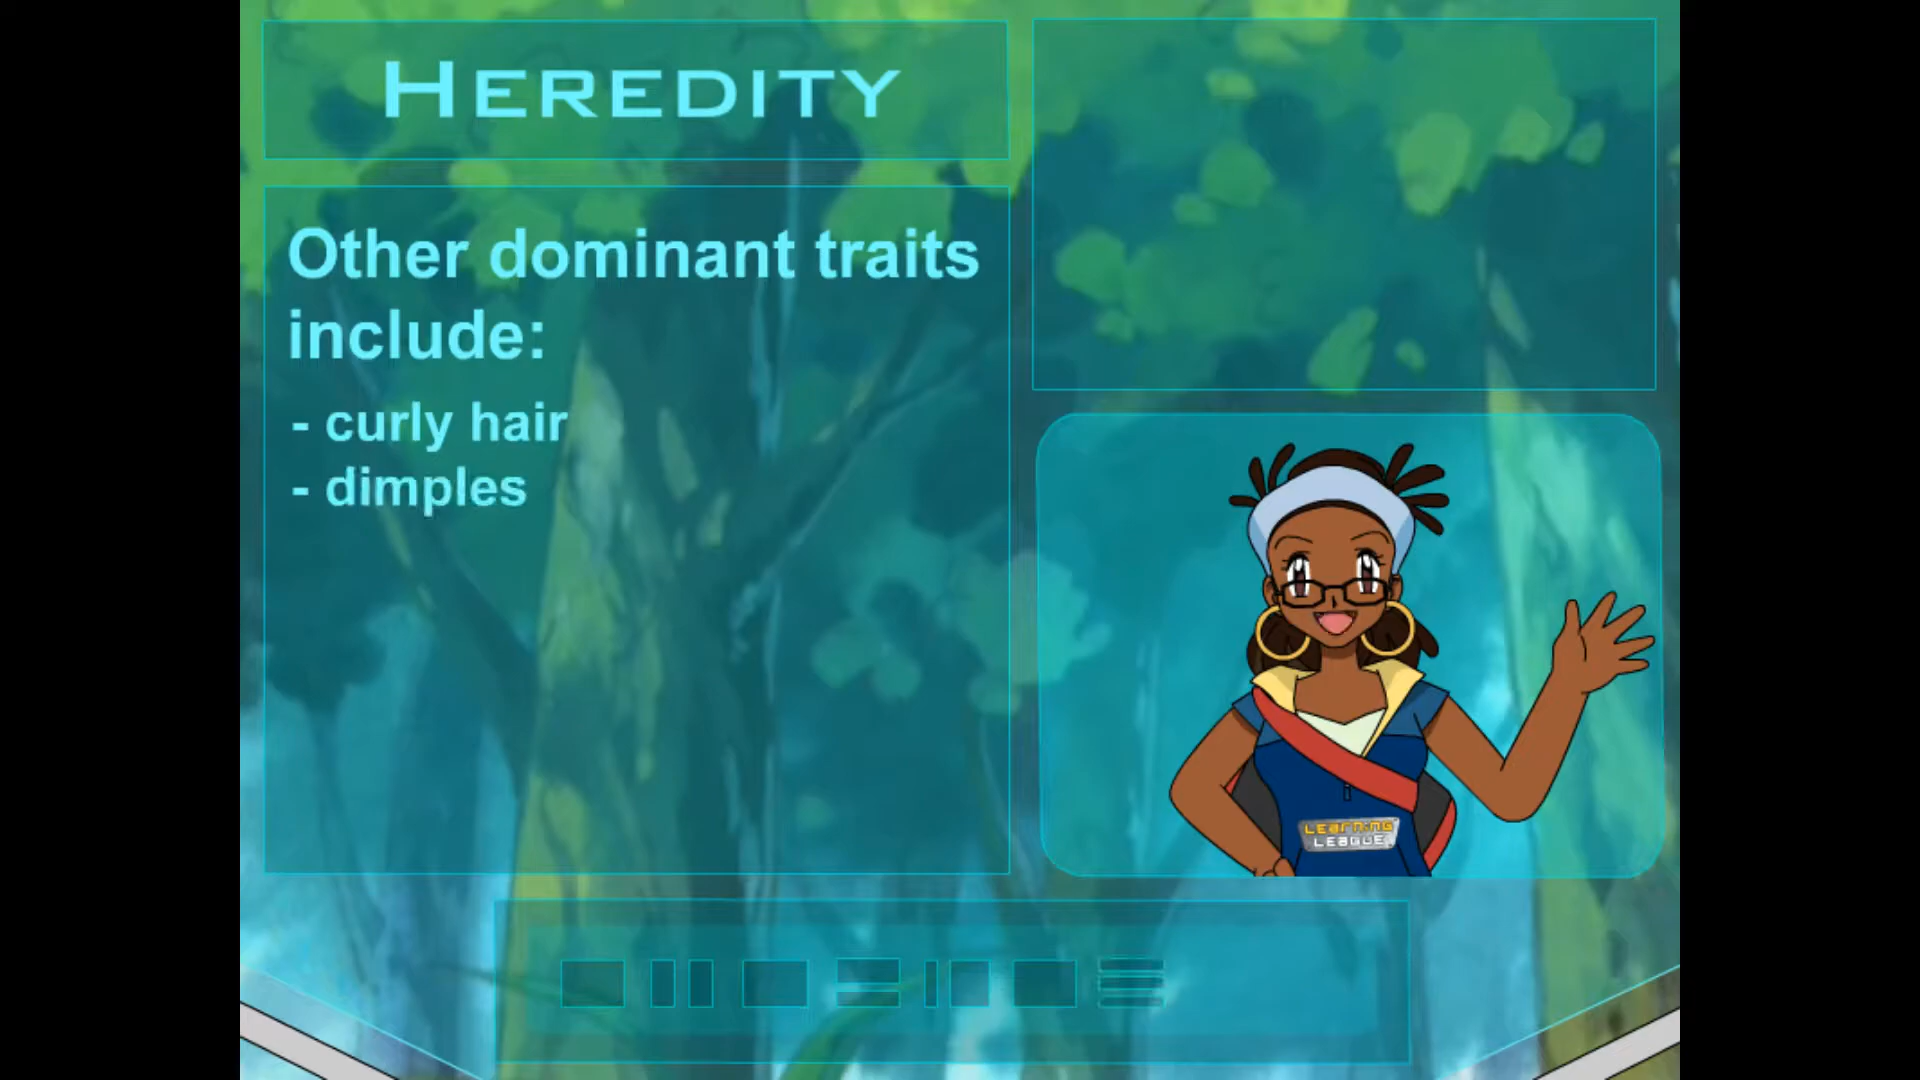 HEREDITY
Other dominant traits
include:
- curly hair
- dimples
LEARNING
LEAGUE